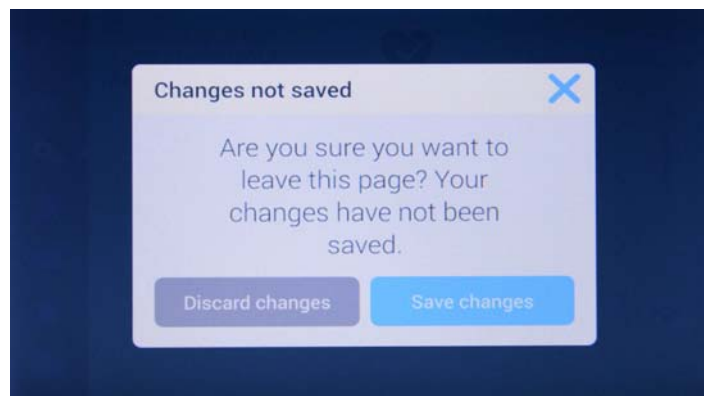 Changes not saved
Are you sure you want to
leave this page? Your
changes have not been
saved.
Discard changes
Save changes